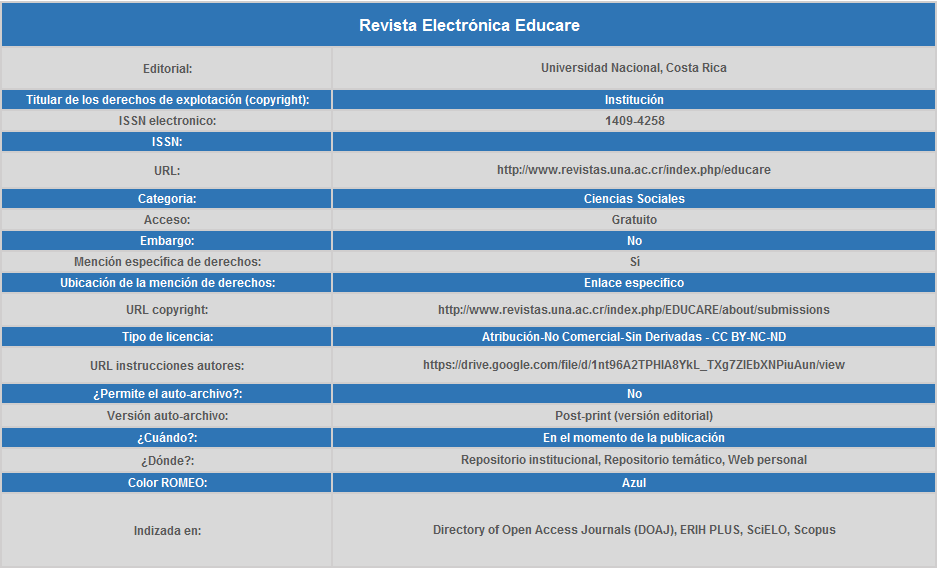 Revista Electrónica Educare
Editorial: Universidad Nacional, Costa Rica
Titular de los derechos de explotación (copyright): Institución
ISSN electronico: 1409-4258
ISSN:
URL: http://www.revistas.una.ac.cr/index.php/educare
Categoria: Ciencias Sociales
Acceso: Gratuito
Embargo: No
Mención especifica de derechos: Sì
Ubicación de la mención de derechos: Enlace especifico
URL copyright: http://www.revistas.una.ac.cr/index.php/EDUCARE/about/submissions
Tipo de licencia: Atribución-No Comercial-Sin Derivadas - CC BY-NC-ND
URL instrucciones autores: https://drive.google.com/file/d/1nt96A2TPHIA8YkL_TXg7ZIEbXNPiuAun/view
¿Permite el auto-archivo?: No
Versión auto-archivo: Post-print (versión editorial)
¿Cuándo?: En el momento de la publicación
¿Dónde?: Repositorio institucional, Repositorio temático, Web personal
Color ROMEO: Azul
Indizada en: Directory of Open Access Journals (DOAJ), ERIH PLUS, SciELO, Scopus